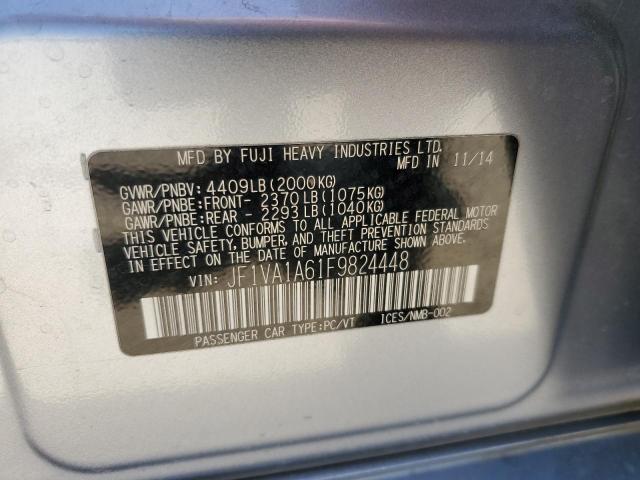 MFD BY FUJI HEAVY INDUSTRIES LTD.
MFD IN 11/14
GVWR/PNBV: 4409LB(2000KG)
GAWR/PNBE:FRONT- 2370LB(1075KG)
GAWR/PNBE:REAR - 2293LB(1040KG)
THIS VEHICLE CONFORMS TO ALL APPLICABLE FEDERAL MOTOR
VEHICLE SAFETY, BUMPER, AND THEFT PREVENTION STANDARDS
IN EFFECT ON THE DATE OF MANUFACTURE SHOWN ABOVE.
VIN: JF1VA1A61F9824448
PASSENGER CAR TYPE:PC/VT ICES/NMB-002